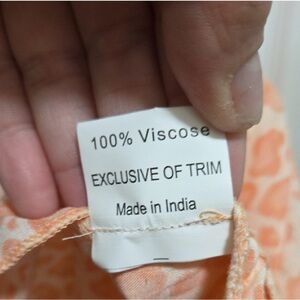 100% Viscose
EXCLUSIVE OF TRIM
Made in India